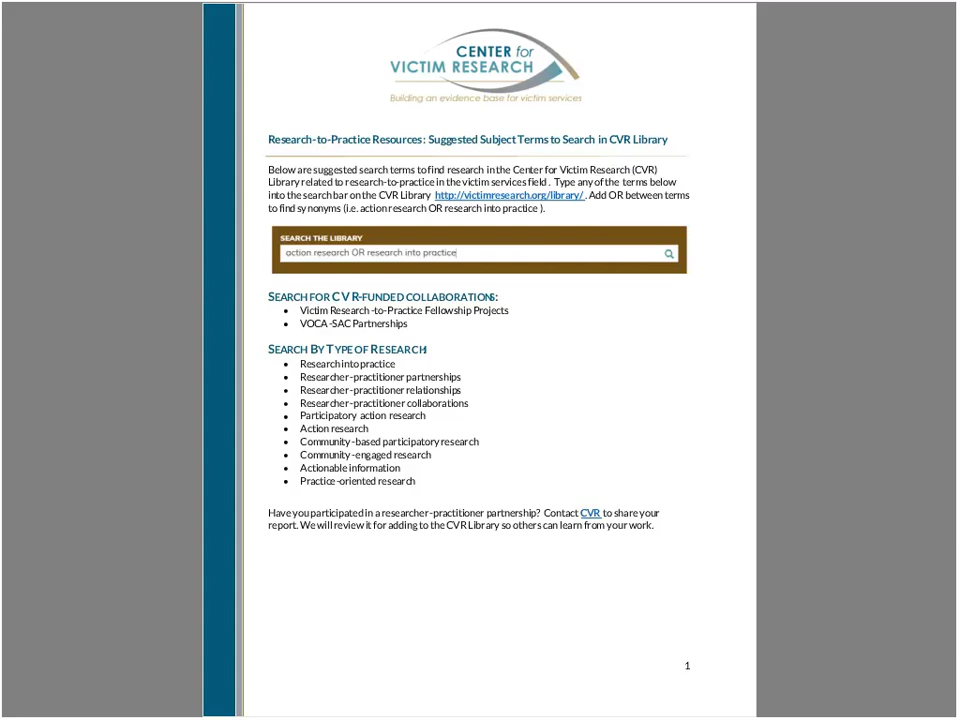 CENTER for
VICTIM RESEARCH
Building an evidence base for victim services
Research-to-Practice Resources: Suggested Subject Terms to Search in CVR Library
Below are suggested search terms to find research in the Center for Victim Research (CVR)
Library related to research-to-practice in the victim services field. Type any of the terms below
into the search bar on the CVR Library http://victimresearch.org/library/. Add OR between terms
to find synonyms (i.e. action research OR research into practice).
SEARCH THE LIBRARY
action research OR research into practice
SEARCH FOR CVR-FUNDED COLLABORATIONS:
• Victim Research-to-Practice Fellowship Projects
• VOCA-SAC Partnerships
SEARCH BY TYPE OF RESEARCH:
• Research into practice
• Researcher-practitioner partnerships
• Researcher-practitioner relationships
• Researcher-practitioner collaborations
• Participatory action research
• Action research
• Community-based participatory research
• Community-engaged research
• Actionable information
• Practice-oriented research
Have you participated in a researcher-practitioner partnership? Contact CVR to share your
report. We will review it for adding to the CVR Library so others can learn from your work.
1